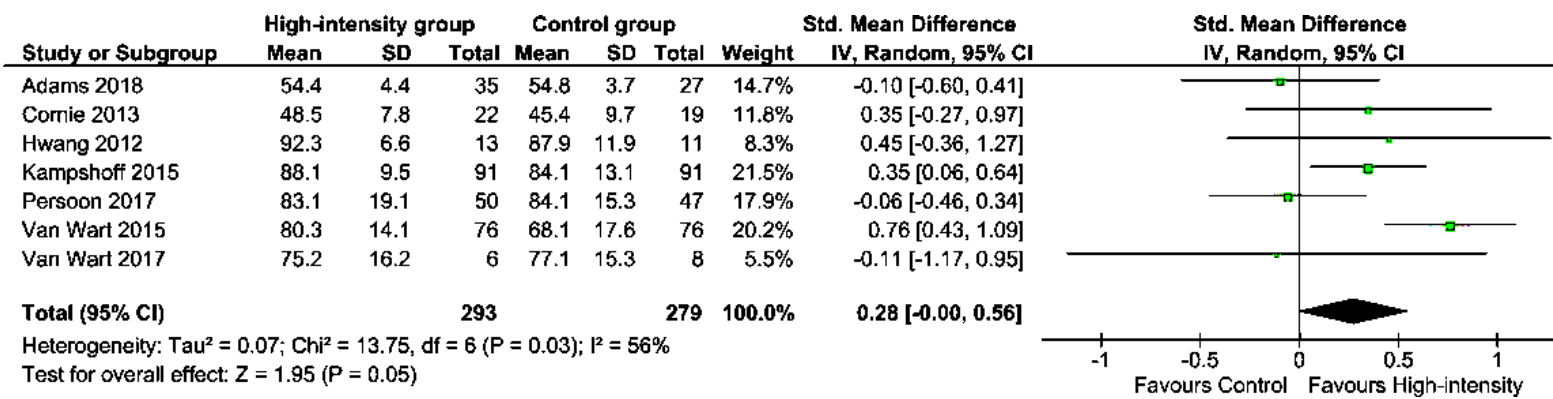 High-intensity group Control group Std. Mean Difference Std. Mean Difference
Study or Subgroup Mean SD Total Mean SD Total Weight IV, Random, 95% CI IV, Random, 95% CI
Adams 2018 54.4 4.4 35 54.8 3.7 27 14.7% -0.10 [-0.60, 0.41]
Cornie 2013 48.5 7.8 22 45.4 9.7 19 11.8% 0.35 [-0.27, 0.97]
Hwang 2012 92.3 6.6 13 87.9 11.9 11 8.3% 0.45 [-0.36, 1.27]
Kampshoff 2015 88.1 9.5 91 84.1 13.1 91 21.5% 0.35 [0.06, 0.64]
Persoon 2017 83.1 19.1 50 84.1 15.3 47 17.9% -0.06 [-0.46, 0.34]
Van Wart 2015 80.3 14.1 76 68.1 17.6 76 20.2% 0.76 [0.43, 1.09]
Van Wart 2017 75.2 16.2 6 77.1 15.3 8 5.5% -0.11 [-1.17, 0.95]
Total (95% CI) 293 279 100.0% 0.28 [-0.00, 0.56]
Heterogeneity: Tau² = 0.07; Chi² = 13.75, df = 6 (P = 0.03); I² = 56%
Test for overall effect: Z = 1.95 (P = 0.05)
-1 -0.5 0 0.5 1
Favours Control Favours High-intensity